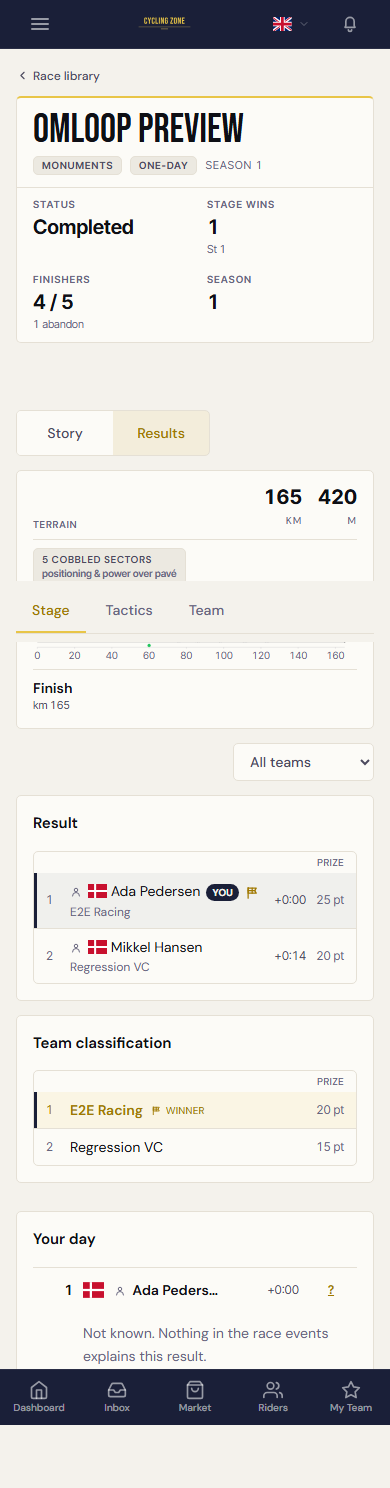 CYCLING ZONE
Race library
OMLOOP PREVIEW
MONUMENTS ONE-DAY SEASON 1
STATUS STAGE WINS
Completed 1
St 1
FINISHERS SEASON
4 / 5 1
1 abandon
Story Results
165 420
TERRAIN KM M
5 COBBLED SECTORS
positioning & power over pavé
Stage Tactics Team
0 20 40 60 80 100 120 140 160
Finish
km 165
All teams
Result
PRIZE
1 Ada Pedersen YOU +0:00 25 pt
E2E Racing
2 Mikkel Hansen +0:14 20 pt
Regression VC
Team classification
PRIZE
1 E2E Racing WINNER 20 pt
2 Regression VC 15 pt
Your day
1 Ada Peders... +0:00 ?
Not known. Nothing in the race events
explains this result.
Dashboard Inbox Market Riders My Team